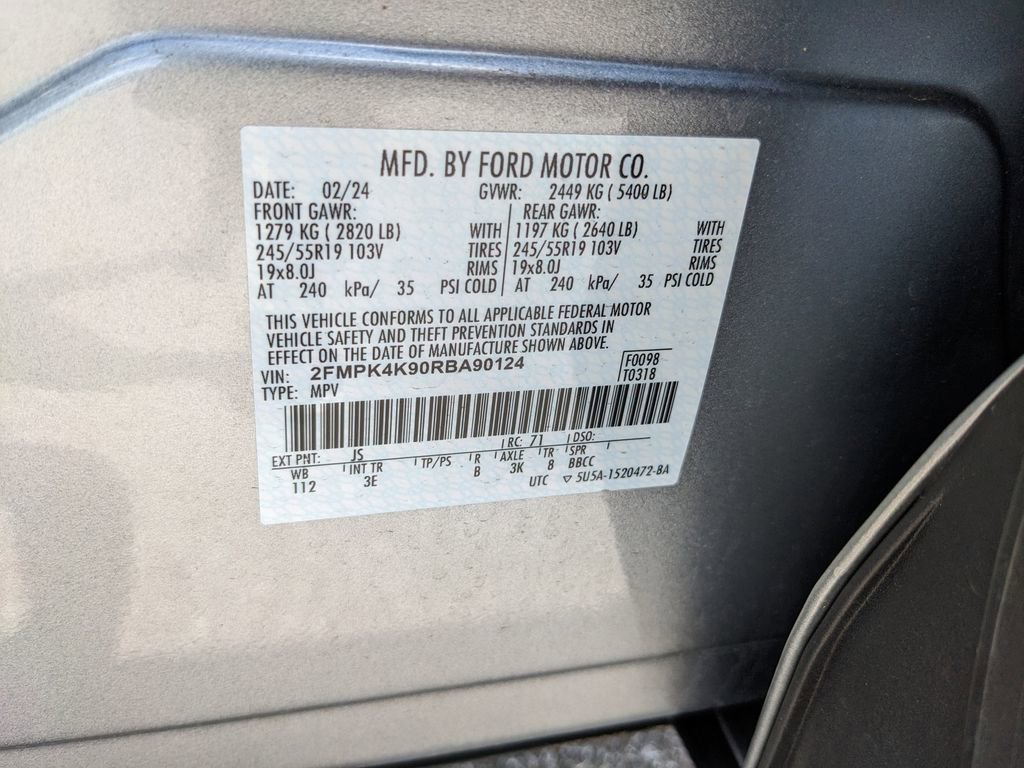 MFD. BY FORD MOTOR CO.
DATE: 02/24 GVWR: 2449 KG ( 5400 LB)
FRONT GAWR: REAR GAWR:
1279 KG ( 2820 LB) WITH 1197 KG ( 2640 LB) WITH
245/55R19 103V TIRES 245/55R19 103V TIRES
19x8.0J RIMS 19x8.0J RIMS
AT 240 kPa/ 35 PSI COLD AT 240 kPa/ 35 PSI COLD
THIS VEHICLE CONFORMS TO ALL APPLICABLE FEDERAL MOTOR
VEHICLE SAFETY AND THEFT PREVENTION STANDARDS IN
EFFECT ON THE DATE OF MANUFACTURE SHOWN ABOVE.
VIN: 2FMPK4K90RBA90124 F0098
TYPE: MPV T0318
EXT PNT: JS RC: 71 DSO:
WB INT TR TP/PS R AXLE TR SPR
112 3E B 3K 8 BBCC
UTC ▽ 5U5A-1520472-BA